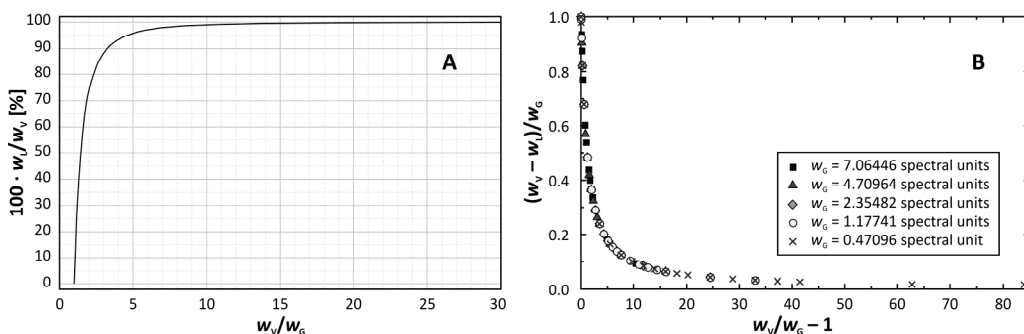 100
90
80
70
60
50
40
30
20
10
0
100 · wL/wV [%]
A
0 5 10 15 20 25 30
wV/wG
1.0
0.8
0.6
0.4
0.2
0.0
(wV − wL)/wG
B
wG = 7.06446 spectral units
wG = 4.70964 spectral units
wG = 2.35482 spectral units
wG = 1.17741 spectral units
wG = 0.47096 spectral unit
0 10 20 30 40 50 60 70 80
wV/wG − 1